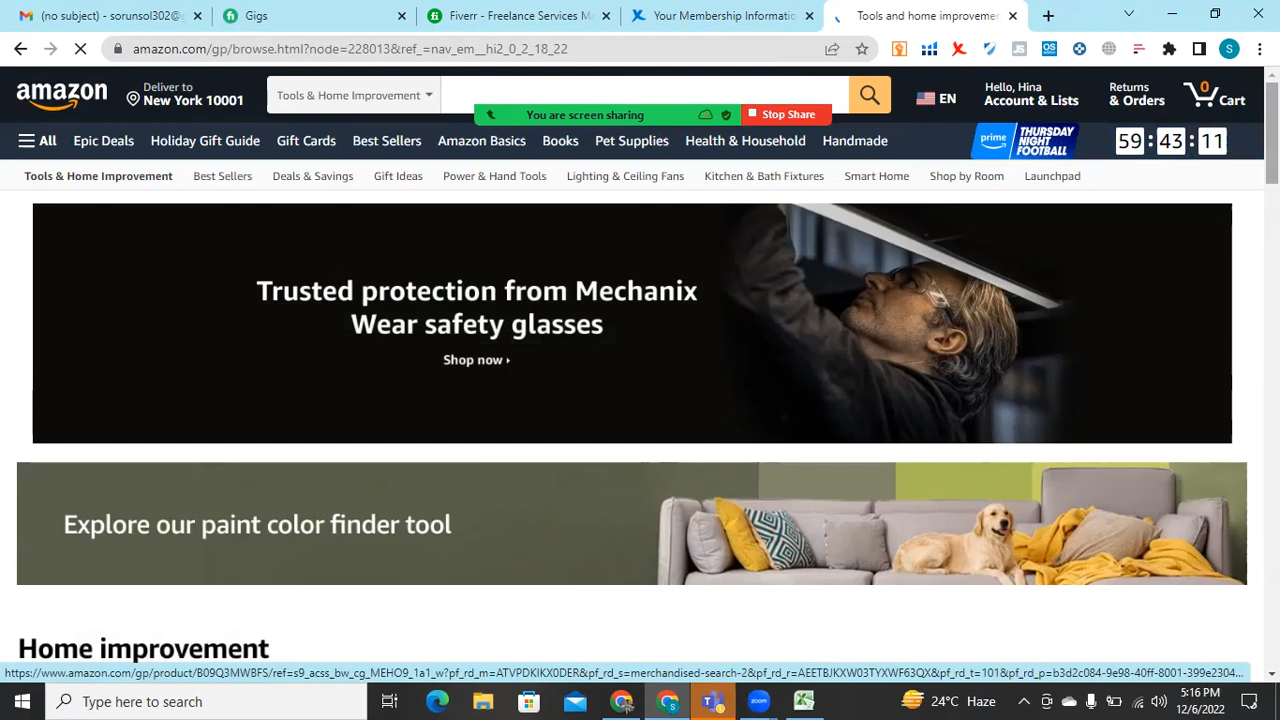 (no subject) - sorunsol302@g
Gigs
Fiverr - Freelance Services Ma
Your Membership Informatio
Tools and home improvemen
amazon.com/gp/browse.html?node=228013&ref_=nav_em__hi2_0_2_18_22
JS
OS
S
amazon
Deliver to
New York 10001
Tools & Home Improvement
EN
Hello, Hina
Account & Lists
Returns
& Orders
0
Cart
You are screen sharing
Stop Share
All
Epic Deals
Holiday Gift Guide
Gift Cards
Best Sellers
Amazon Basics
Books
Pet Supplies
Health & Household
Handmade
prime
THURSDAY
NIGHT
FOOTBALL
59 : 43 : 11
Tools & Home Improvement
Best Sellers
Deals & Savings
Gift Ideas
Power & Hand Tools
Lighting & Ceiling Fans
Kitchen & Bath Fixtures
Smart Home
Shop by Room
Launchpad
Trusted protection from Mechanix
Wear safety glasses
Shop now
Explore our paint color finder tool
Home improvement
https://www.amazon.com/gp/product/B09Q3MWBFS/ref=s9_acss_bw_cg_MEHO9_1a1_w?pf_rd_m=ATVPDKIKX0DER&pf_rd_s=merchandised-search-2&pf_rd_r=AEETBJKXW03TYXWF63QX&pf_rd_t=101&pf_rd_p=b3d2c084-9e98-40ff-8001-399e2304...
Type here to search
zoom
24°C Haze
5:16 PM
12/6/2022